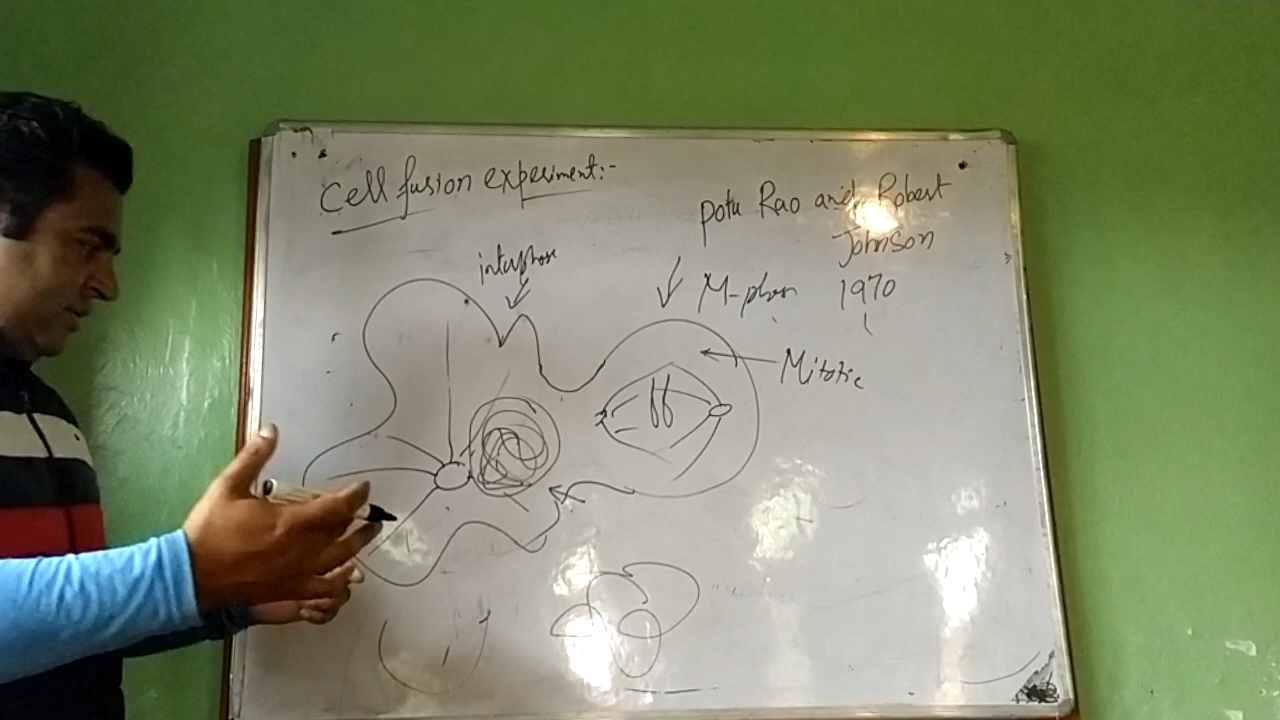 Cell fusion experiment:-
Potu Rao and Robert
Johnson
1970
interphase
M-phase
Mitotic